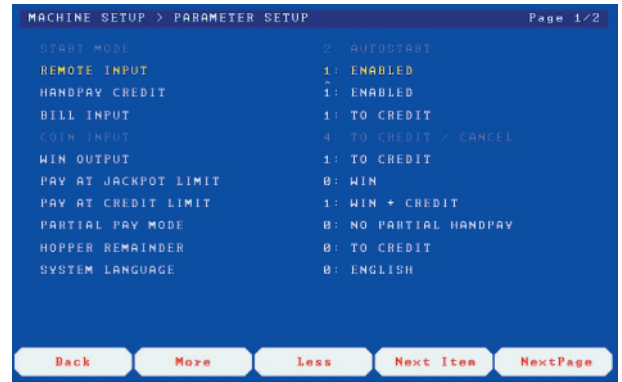 MACHINE SETUP > PARAMETER SETUP Page 1/2
START MODE 2: AUTOSTART
REMOTE INPUT 1: ENABLED
HANDPAY CREDIT 1: ENABLED
BILL INPUT 1: TO CREDIT
COIN INPUT 4: TO CREDIT / CANCEL
WIN OUTPUT 1: TO CREDIT
PAY AT JACKPOT LIMIT 0: WIN
PAY AT CREDIT LIMIT 1: WIN + CREDIT
PARTIAL PAY MODE 0: NO PARTIAL HANDPAY
HOPPER REMAINDER 0: TO CREDIT
SYSTEM LANGUAGE 0: ENGLISH
Back More Less Next Item NextPage